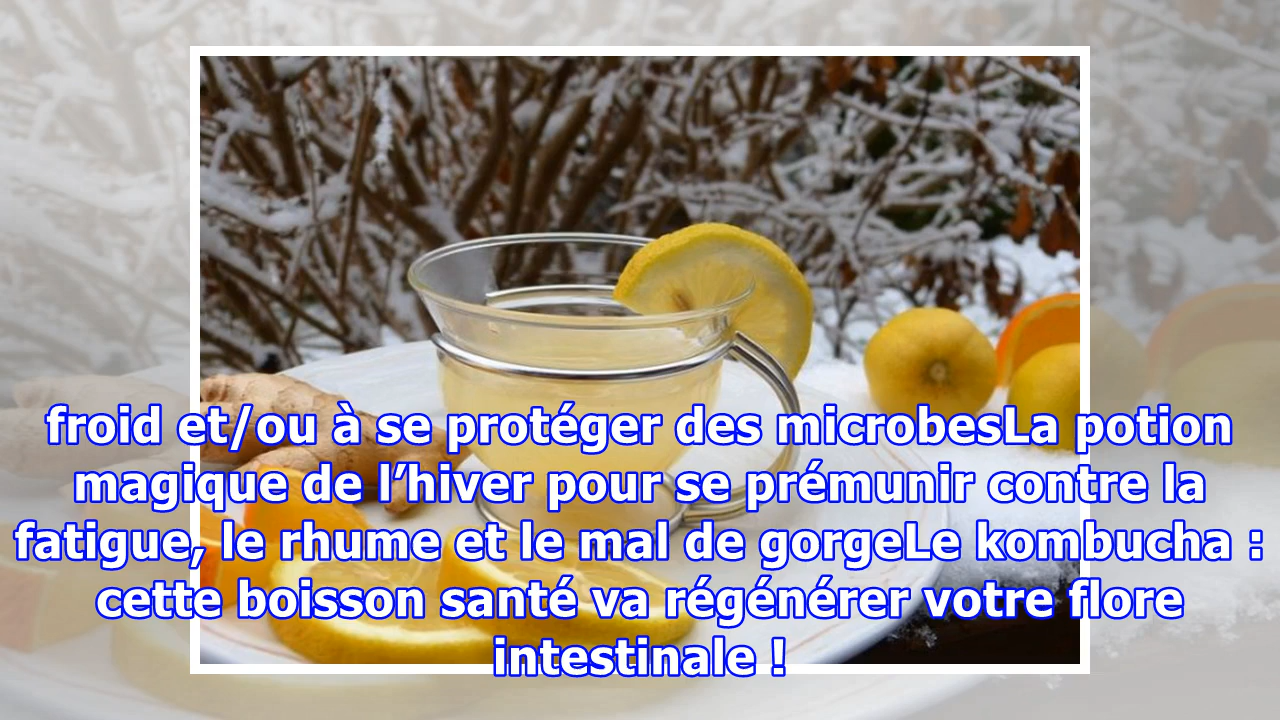 froid et/ou à se protéger des microbesLa potion
magique de l’hiver pour se prémunir contre la
fatigue, le rhume et le mal de gorgeLe kombucha :
cette boisson santé va régénérer votre flore
intestinale !